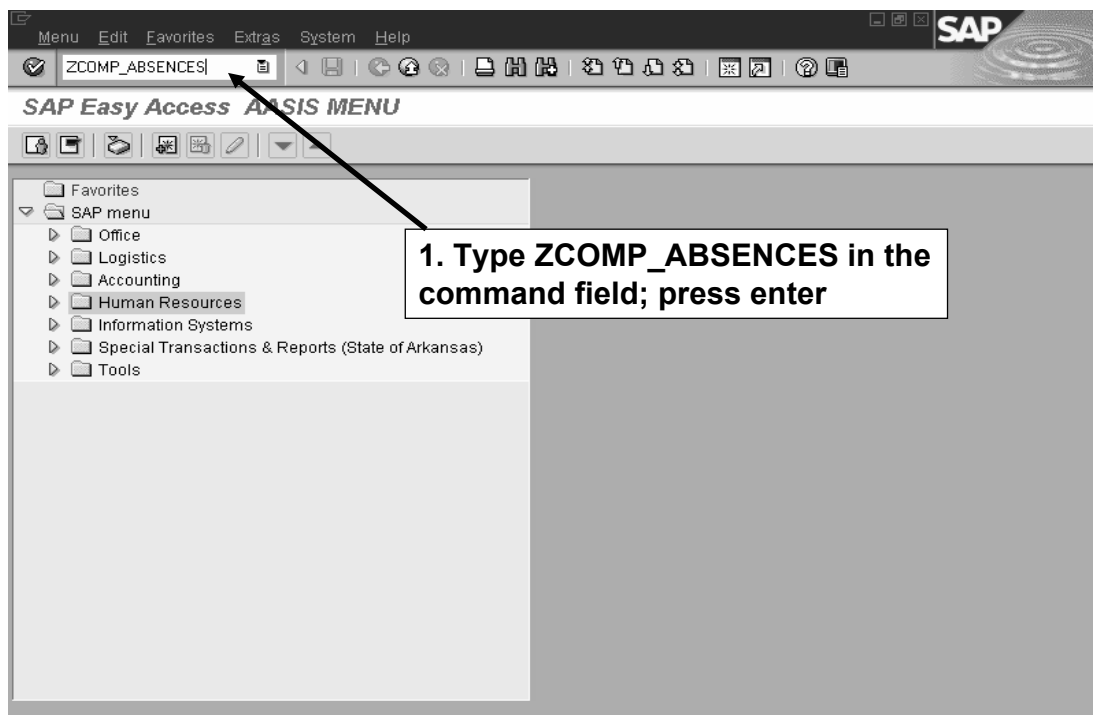 Menu Edit Favorites Extras System Help
SAP
ZCOMP_ABSENCES
SAP Easy Access AASIS MENU
Favorites
SAP menu
Office
Logistics
Accounting
Human Resources
Information Systems
Special Transactions & Reports (State of Arkansas)
Tools
1. Type ZCOMP_ABSENCES in the
command field; press enter